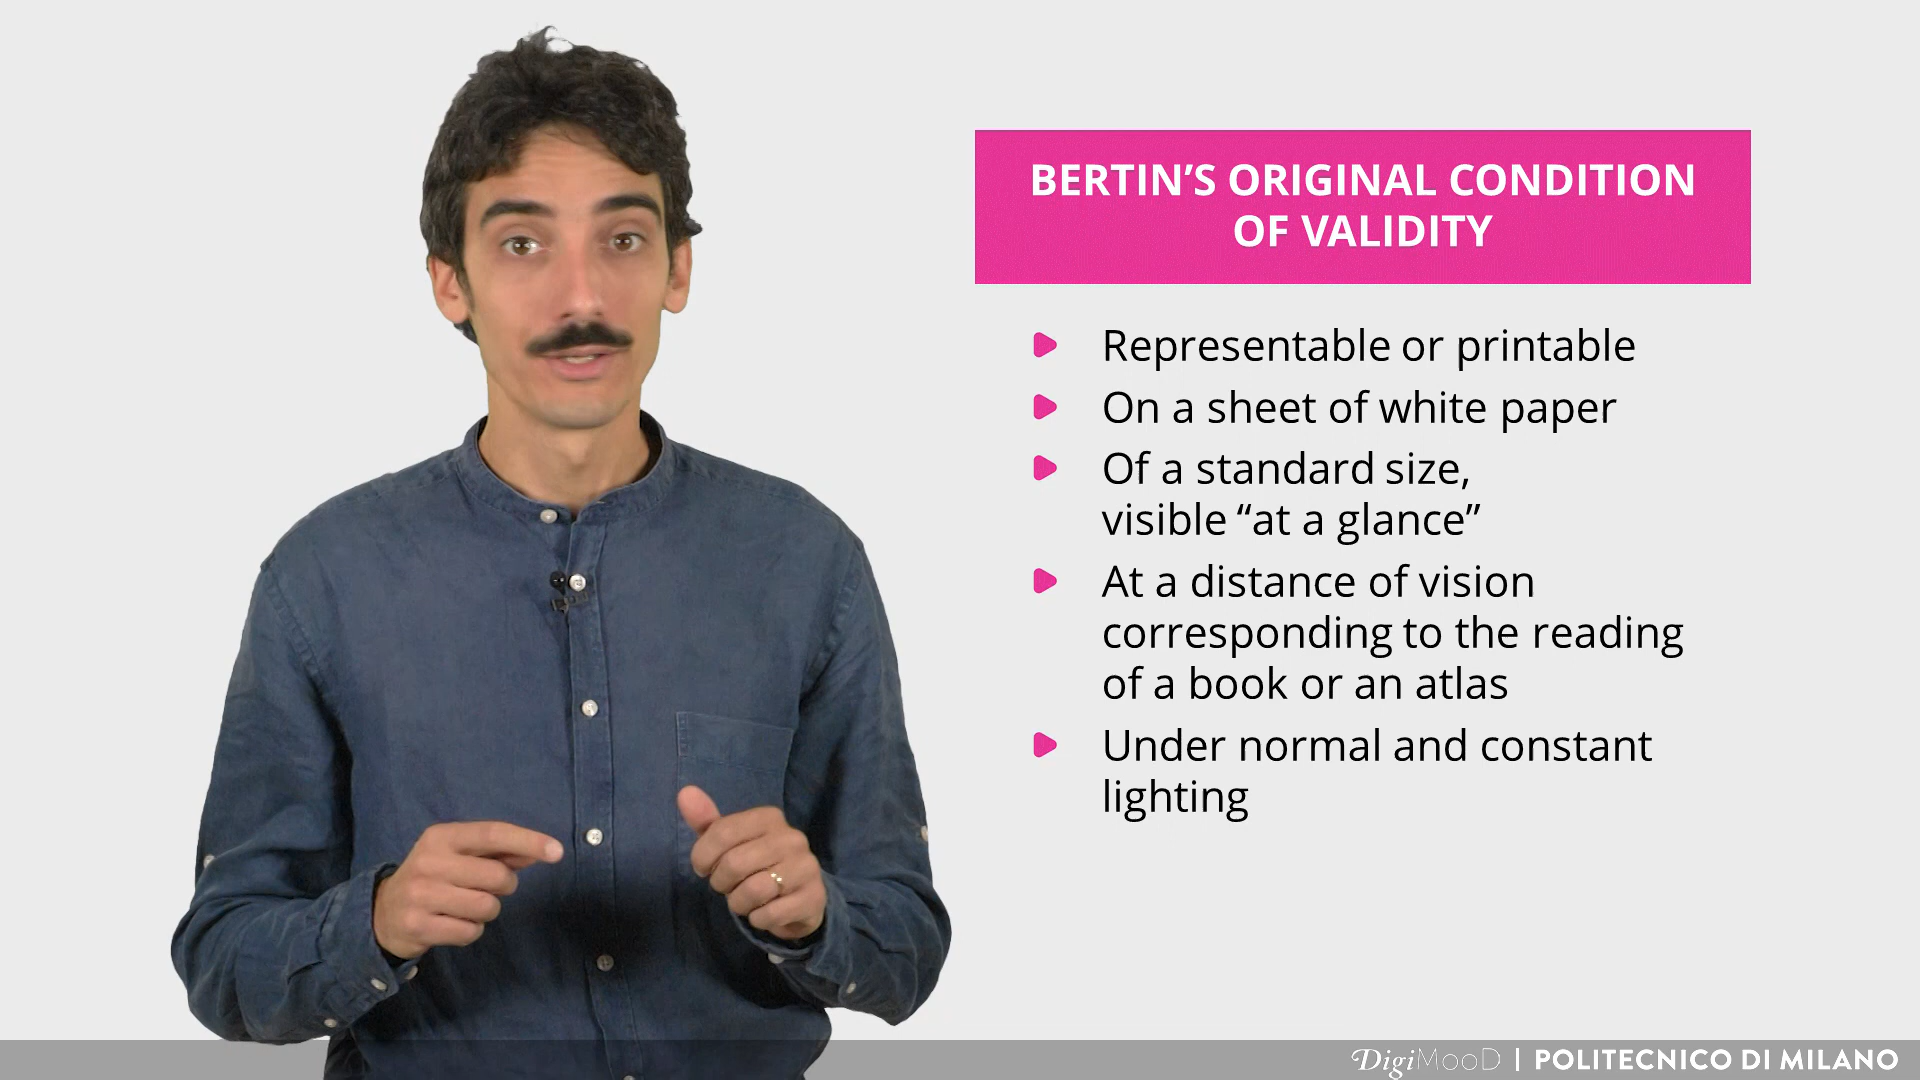 BERTIN’S ORIGINAL CONDITION
OF VALIDITY
Representable or printable
On a sheet of white paper
Of a standard size,
visible “at a glance”
At a distance of vision
corresponding to the reading
of a book or an atlas
Under normal and constant
lighting
DigiMooD | POLITECNICO DI MILANO